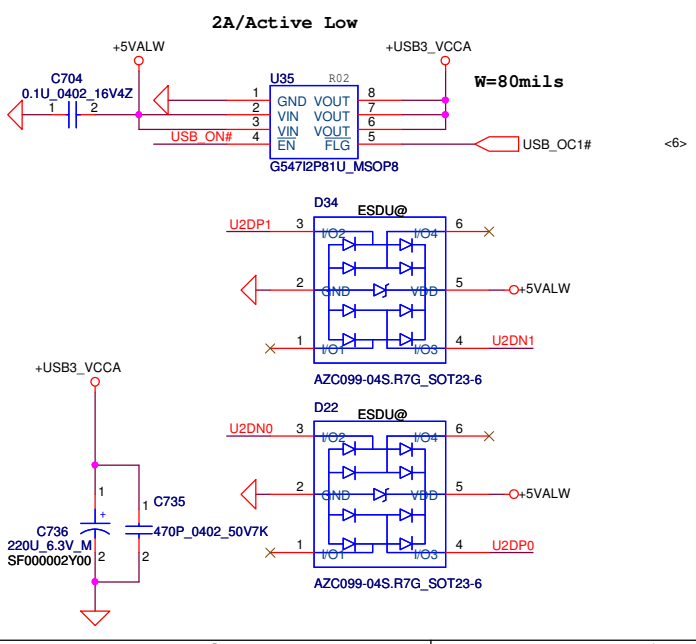 2A/Active Low
+5VALW
+USB3_VCCA
C704
0.1U_0402_16V4Z
1 2
U35 R02
W=80mils
1 GND VOUT 8
2 VIN VOUT 7
3 VIN VOUT 6
USB_ON# 4 EN FLG 5
USB_OC1# <6>
G547I2P81U_MSOP8
D34
ESDU@
U2DP1 3 I/O2 I/O4 6
2 GND VDD 5 +5VALW
1 I/O1 I/O3 4 U2DN1
AZC099-04S.R7G_SOT23-6
+USB3_VCCA
D22
ESDU@
U2DN0 3 I/O2 I/O4 6
2 GND VDD 5 +5VALW
1 I/O1 I/O3 4 U2DP0
AZC099-04S.R7G_SOT23-6
1 1 C735
+
C736 470P_0402_50V7K
220U_6.3V_M
SF000002Y00 2 2